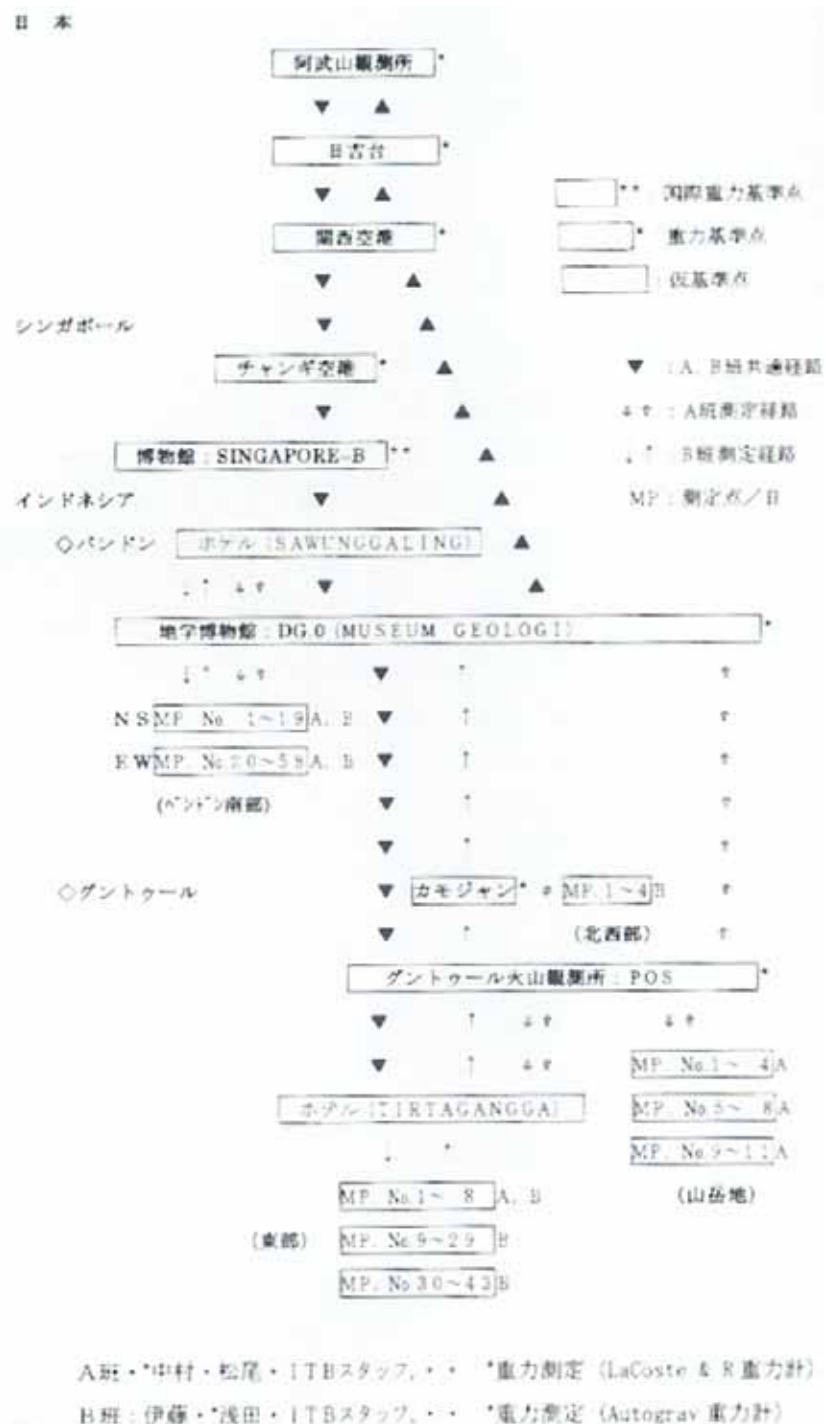 日 本
阿武山観測所 *
▼ ▲
日吉台 *
▼ ▲ ** 国際重力基準点
関西空港 * * 重力基準点
▼ ▲ : 仮基準点
シンガポール ▼ ▲
チャンギ空港 * ▲ ▼ : A, B班共通経路
▼ ▲ ↓↑ : A班測定経路
博物館 : SINGAPORE-B ** ▲ ↓↑ : B班測定経路
インドネシア ▼ ▲ MP : 測定点/日
◇バンドン ホテル (SAWUNGGALING) ▲
↓↑ ↓↑ ▼ ▲
地学博物館 : DG.0 (MUSEUM GEOLOGI) *
↓↑ ↓↑ ▼ ↑ ↑
NS MP. No. 1~19 A, B ▼ ↑ ↑
EW MP. No.20~58 A, B ▼ ↑ ↑
(バンドン南部) ▼ ↑ ↑
▼ ↑ ↑
◇グントゥール ▼ カモジャン * MP.1~4 B ↑
▼ ↑ (北西部) ↑
グントゥール火山観測所 : POS *
▼ ↑ ↓↑ ↓↑
▼ ↑ ↓↑ MP. No.1~ 4 A
ホテル (TIRTAGANGGA) MP. No.5~ 8 A
↓ ↑ MP. No.9~11 A
MP. No.1~ 8 A, B (山岳地)
(東部) MP. No.9~29 B
MP. No.30~43 B
A班・*中村・松尾・ITBスタッフ,・・ *重力測定 (LaCoste & R重力計)
B班 : 伊藤・*浅田・ITBスタッフ,・・ *重力測定 (Autograv 重力計)